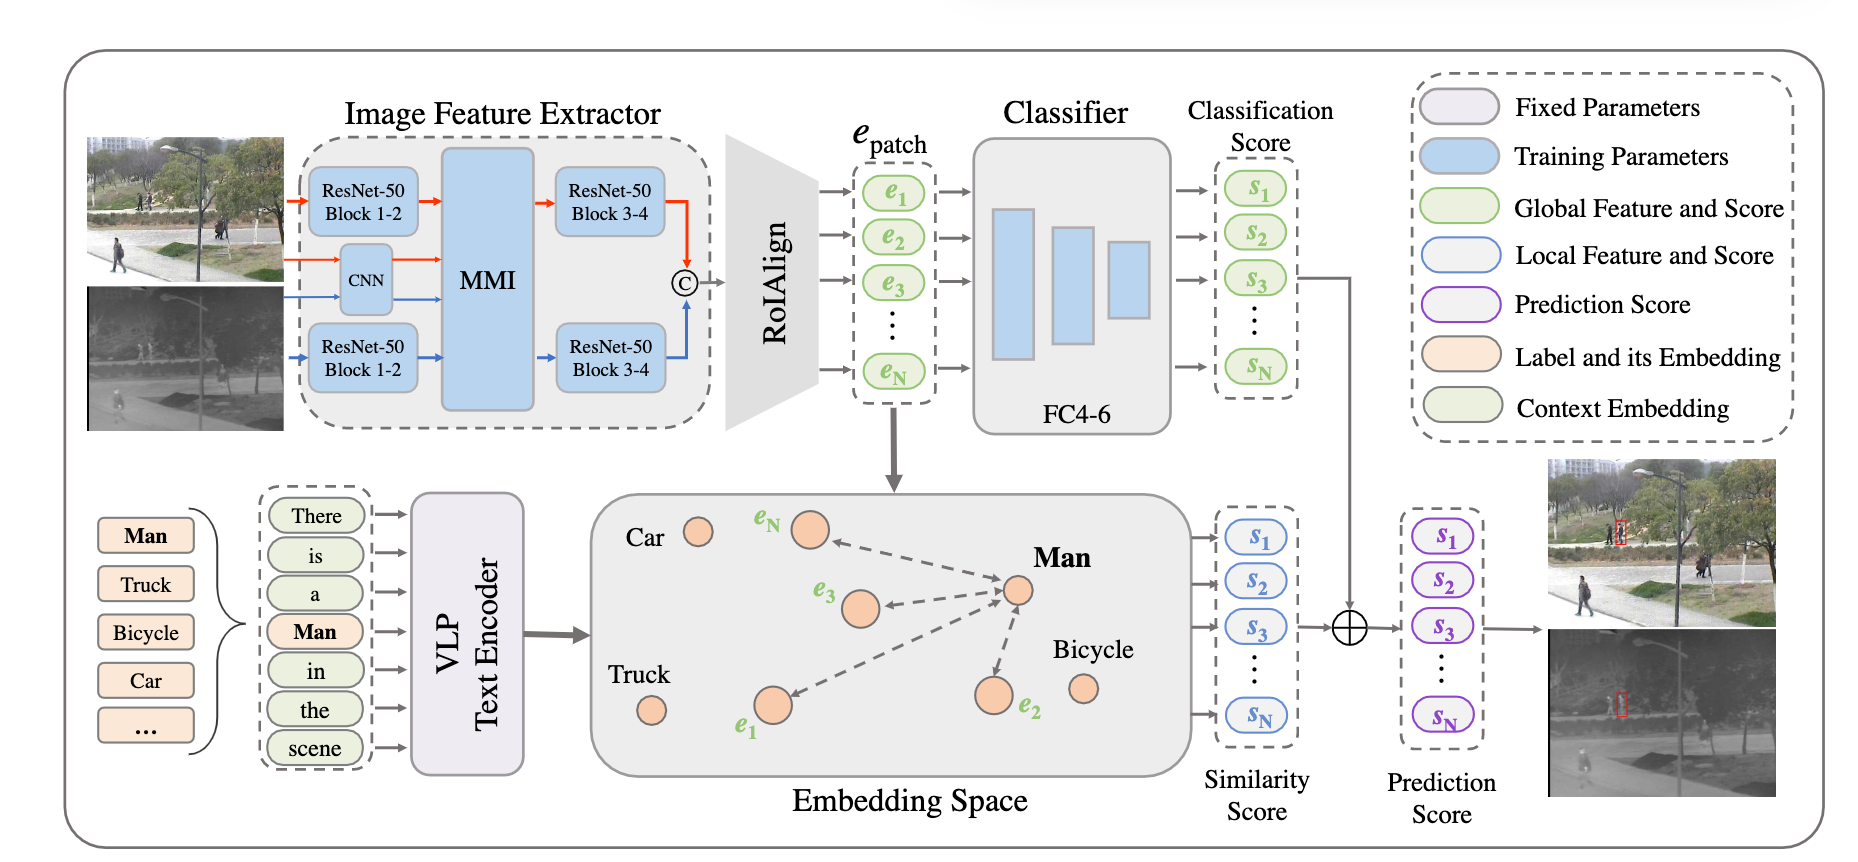 Image Feature Extractor
ResNet-50
Block 1-2
CNN
ResNet-50
Block 1-2
MMI
ResNet-50
Block 3-4
ResNet-50
Block 3-4
C
RoIAlign
e_patch
e_1
e_2
e_3
⋮
e_N
Classifier
FC4-6
Classification
Score
s_1
s_2
s_3
⋮
s_N
Fixed Parameters
Training Parameters
Global Feature and Score
Local Feature and Score
Prediction Score
Label and its Embedding
Context Embedding
Man
Truck
Bicycle
Car
...
There
is
a
Man
in
the
scene
VLP
Text Encoder
Car
e_N
Man
e_3
Truck
Bicycle
e_1
e_2
Embedding Space
s_1
s_2
s_3
⋮
s_N
Similarity
Score
s_1
s_2
s_3
⋮
s_N
Prediction
Score